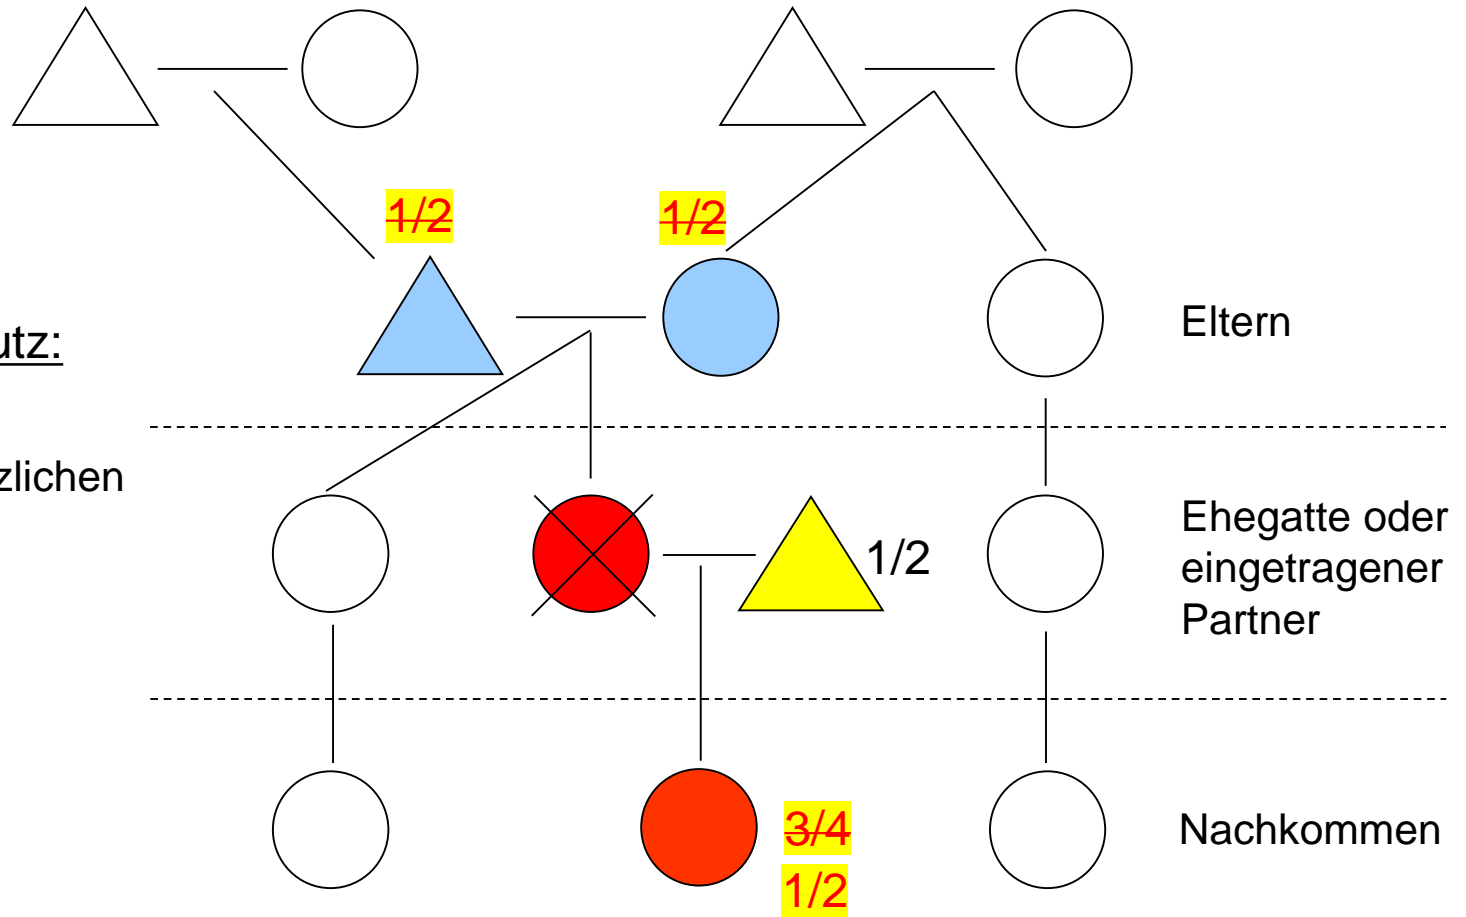 1/2 1/2
utz:
Eltern
zlichen
1/2
Ehegatte oder
eingetragener
Partner
3/4
1/2
Nachkommen